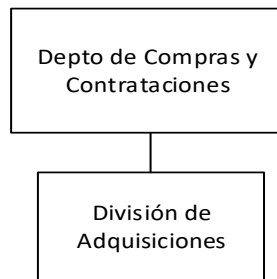 Depto de Compras y
Contrataciones
División de
Adquisiciones